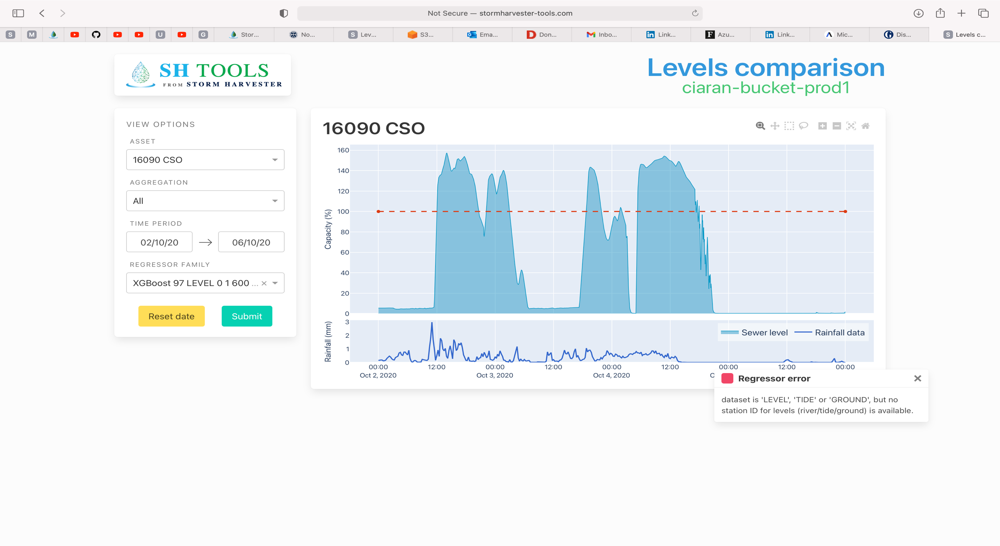 Not Secure — stormharvester-tools.com
S M U G Stor... No... S Lev... S3... Ema... Don... Inbo... Link... Azu... Link... Mic... Dis... S Levels c...
SH TOOLS
FROM STORM HARVESTER
Levels comparison
ciaran-bucket-prod1
VIEW OPTIONS
ASSET
16090 CSO
AGGREGATION
All
TIME PERIOD
02/10/20 → 06/10/20
REGRESSOR FAMILY
XGBoost 97 LEVEL 0 1 600 ... ×
Reset date Submit
16090 CSO
160
140
120
100
80
60
40
20
0
Capacity (%)
3
2
1
0
Rainfall (mm)
Sewer level Rainfall data
00:00 12:00 00:00 12:00 00:00 12:00 00:00 12:00 00:00
Oct 2, 2020 Oct 3, 2020 Oct 4, 2020 O
Regressor error
dataset is 'LEVEL', 'TIDE' or 'GROUND', but no
station ID for levels (river/tide/ground) is available.